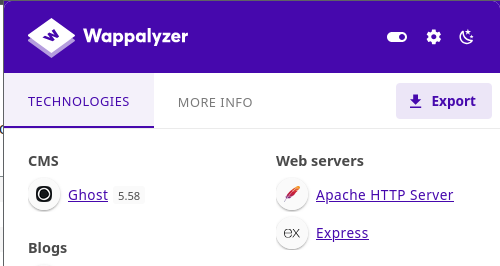 Wappalyzer
TECHNOLOGIES
MORE INFO
Export
CMS
Ghost 5.58
Blogs
Web servers
Apache HTTP Server
ex Express